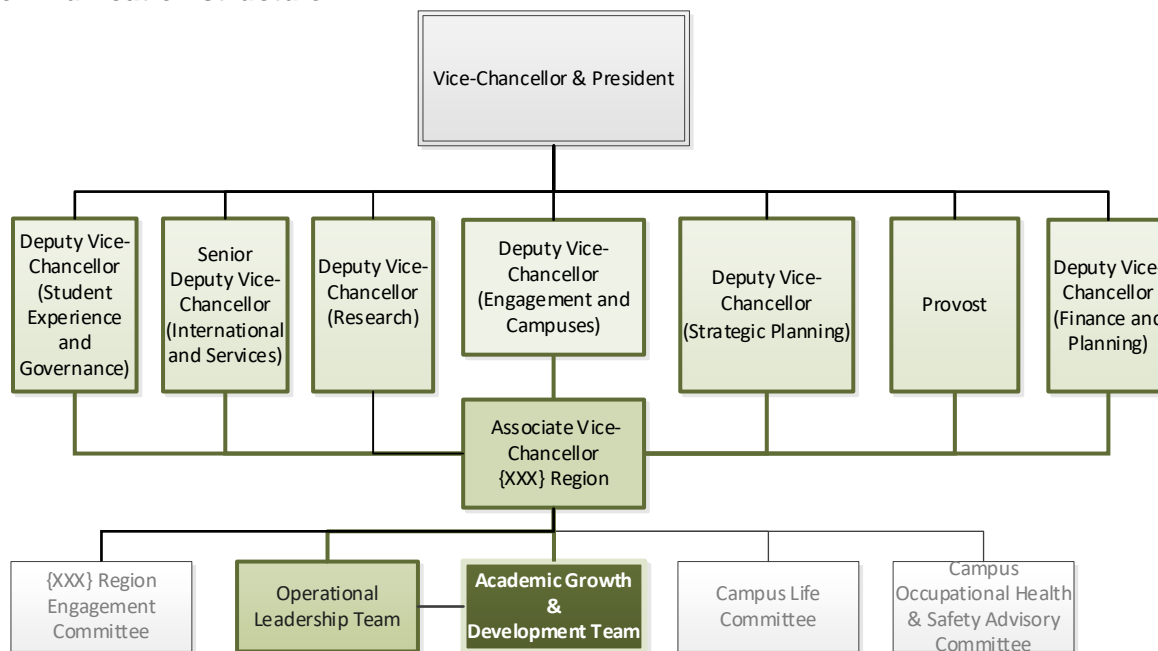 Vice-Chancellor & President
Deputy Vice-
Chancellor
(Student
Experience
and
Governance)
Senior
Deputy Vice-
Chancellor
(International
and Services)
Deputy Vice-
Chancellor
(Research)
Deputy Vice-
Chancellor
(Engagement and
Campuses)
Deputy Vice-
Chancellor
(Strategic Planning)
Provost
Deputy Vice-
Chancellor
(Finance and
Planning)
Associate Vice-
Chancellor
{XXX} Region
{XXX} Region
Engagement
Committee
Operational
Leadership Team
Academic Growth
&
Development Team
Campus Life
Committee
Campus
Occupational Health
& Safety Advisory
Committee